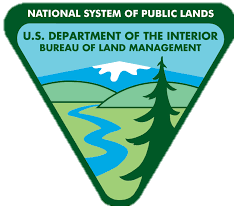 NATIONAL SYSTEM OF PUBLIC LANDS
U.S. DEPARTMENT OF THE INTERIOR
BUREAU OF LAND MANAGEMENT